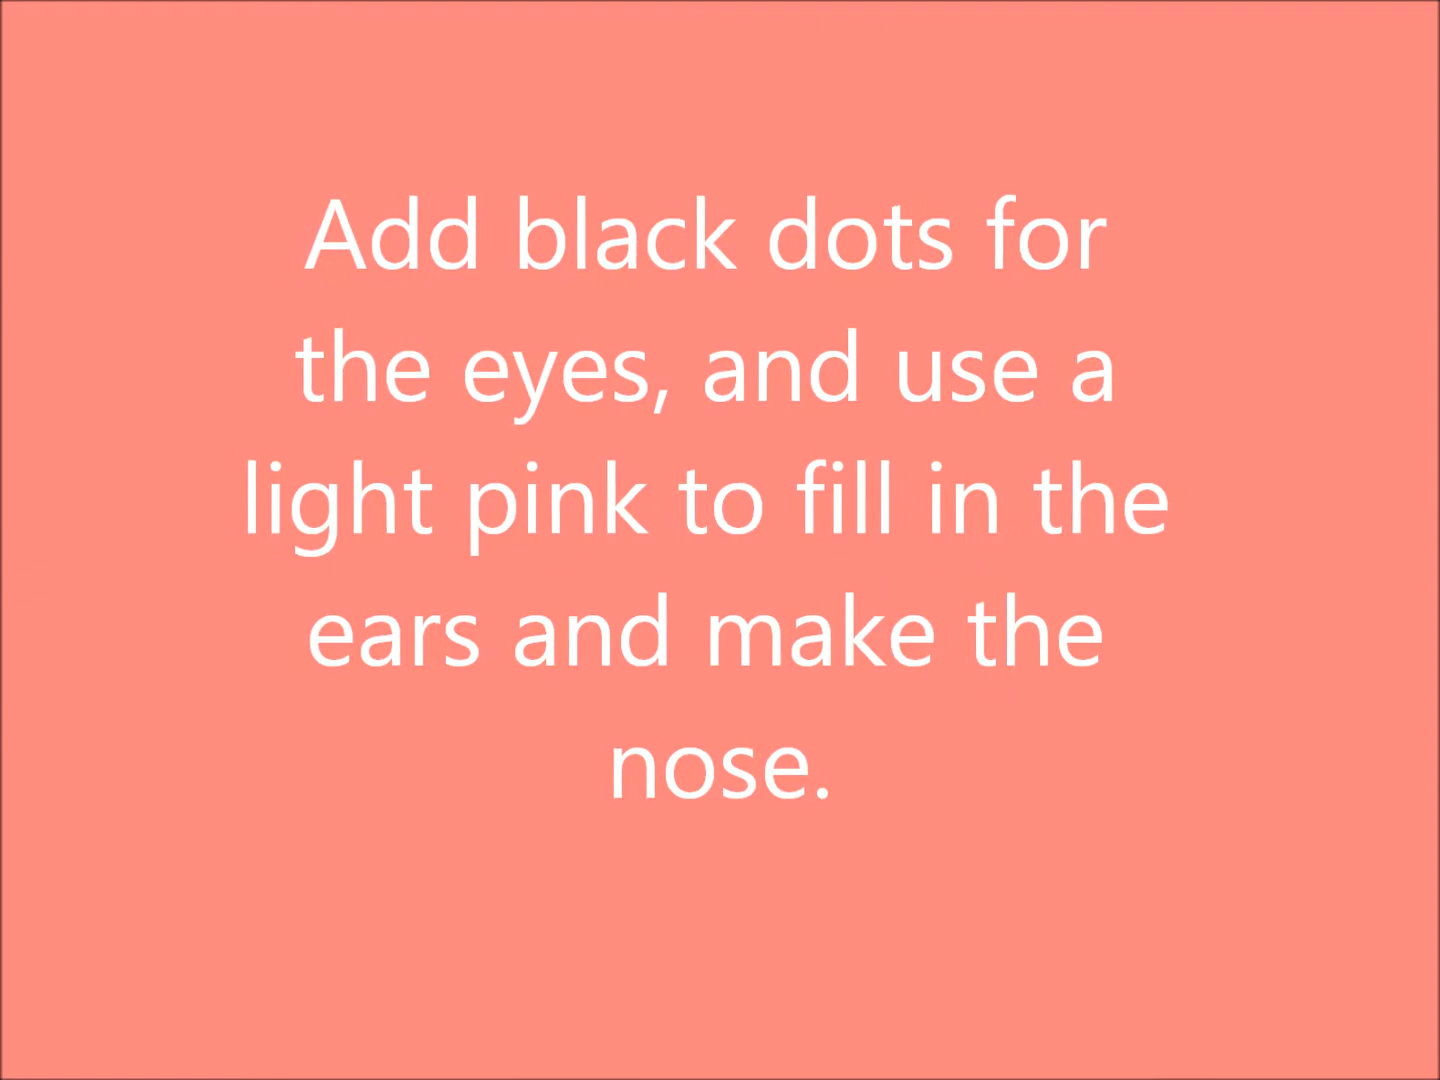 Add black dots for
the eyes, and use a
light pink to fill in the
ears and make the
nose.